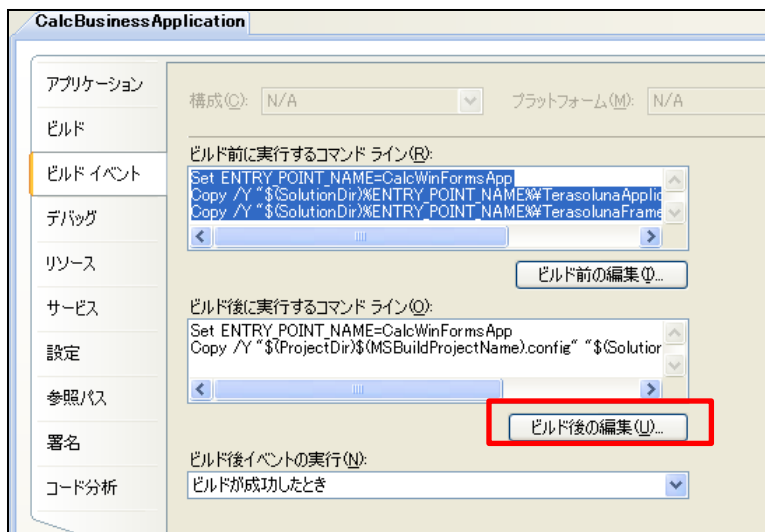 CalcBusinessApplication
アプリケーション
ビルド
ビルド イベント
デバッグ
リソース
サービス
設定
参照パス
署名
コード分析
構成(C): N/A プラットフォーム(M): N/A
ビルド前に実行するコマンド ライン(R):
Set ENTRY_POINT_NAME=CalcWinFormsApp
Copy /Y "$(SolutionDir)%ENTRY_POINT_NAME%¥TerasolunaApplic
Copy /Y "$(SolutionDir)%ENTRY_POINT_NAME%¥TerasolunaFrame
ビルド前の編集(I)...
ビルド後に実行するコマンド ライン(O):
Set ENTRY_POINT_NAME=CalcWinFormsApp
Copy /Y "$(ProjectDir)$(MSBuildProjectName).config" "$(Solution
ビルド後の編集(U)...
ビルド後イベントの実行(N):
ビルドが成功したとき